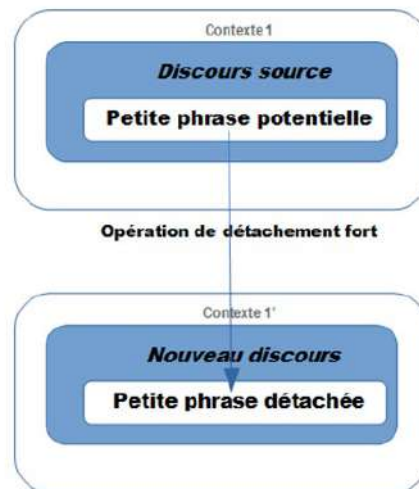 Contexte 1
Discours source
Petite phrase potentielle
Opération de détachement fort
Contexte 1'
Nouveau discours
Petite phrase détachée